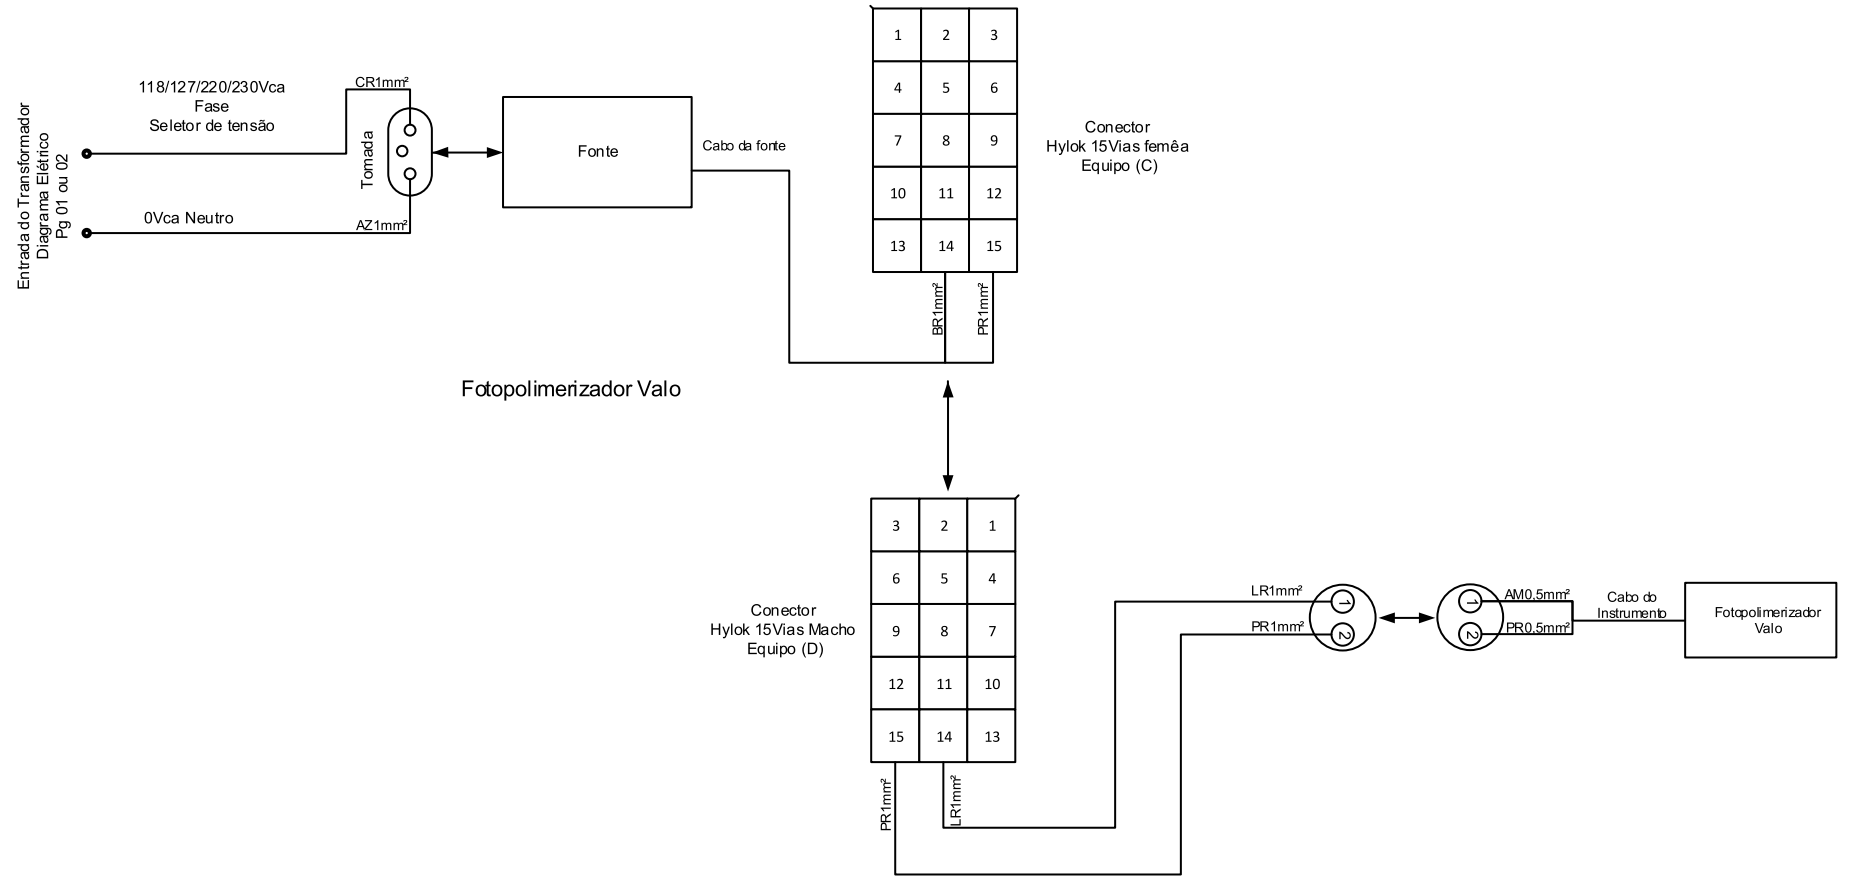 118/127/220/230Vca
Fase
Seletor de tensão
CR1mm²
Entrada do Transformador
Diagrama Elétrico
Pg 01 ou 02
Tomada
0Vca Neutro
AZ1mm²
Fonte
Cabo da fonte
1 2 3
4 5 6
7 8 9
10 11 12
13 14 15
Conector
Hylok 15Vias femêa
Equipo (C)
BR1mm²
PR1mm²
Fotopolimerizador Valo
3 2 1
6 5 4
9 8 7
12 11 10
15 14 13
Conector
Hylok 15Vias Macho
Equipo (D)
PR1mm²
LR1mm²
LR1mm²
PR1mm²
1
2
1
2
AM0,5mm²
PR0,5mm²
Cabo do
Instrumento
Fotopolimerizador
Valo